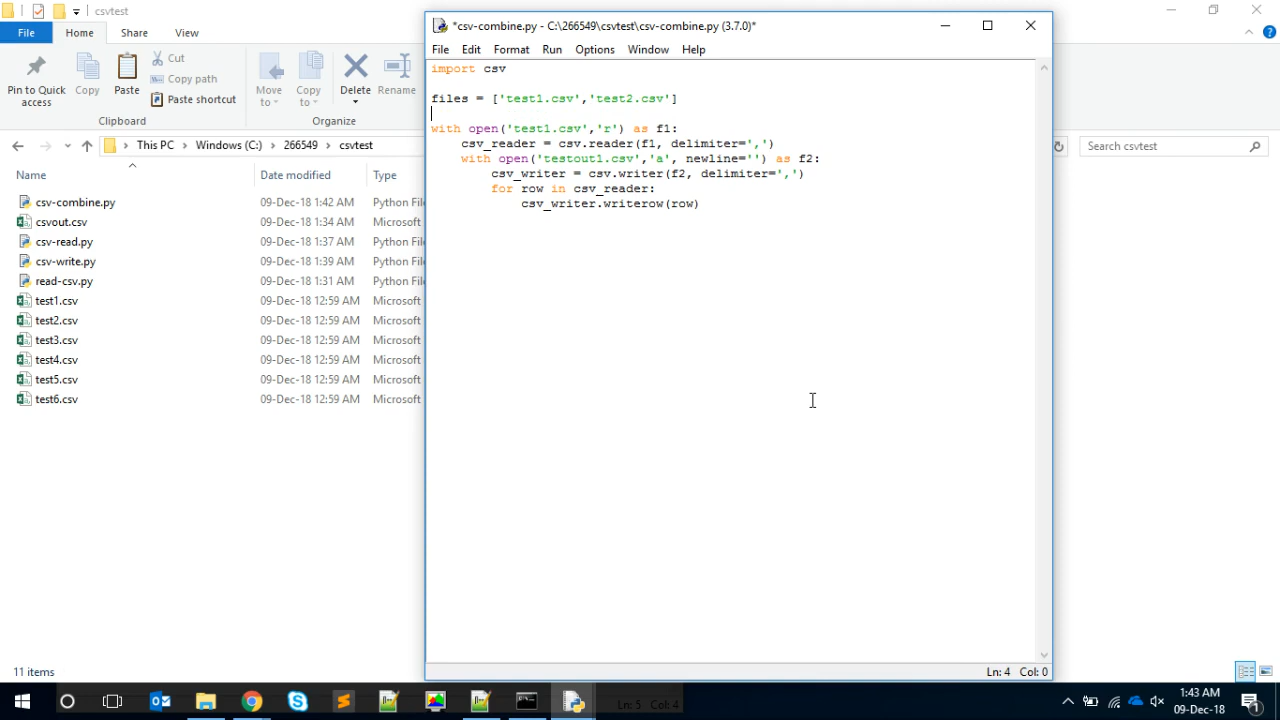 csvtest
*csv-combine.py - C:\266549\csvtest\csv-combine.py (3.7.0)*
File Home Share View
File Edit Format Run Options Window Help
Pin to Quick access
Copy
Paste
Cut
Copy path
Paste shortcut
Clipboard
Move to
Copy to
Delete
Rename
Organize
This PC > Windows (C:) > 266549 > csvtest
Search csvtest
Name Date modified Type
csv-combine.py 09-Dec-18 1:42 AM Python Fil
csvout.csv 09-Dec-18 1:34 AM Microsoft
csv-read.py 09-Dec-18 1:37 AM Python Fil
csv-write.py 09-Dec-18 1:39 AM Python Fil
read-csv.py 09-Dec-18 1:31 AM Python Fil
test1.csv 09-Dec-18 12:59 AM Microsoft
test2.csv 09-Dec-18 12:59 AM Microsoft
test3.csv 09-Dec-18 12:59 AM Microsoft
test4.csv 09-Dec-18 12:59 AM Microsoft
test5.csv 09-Dec-18 12:59 AM Microsoft
test6.csv 09-Dec-18 12:59 AM Microsoft
import csv
files = ['test1.csv','test2.csv']
with open('test1.csv','r') as f1:
    csv_reader = csv.reader(f1, delimiter=',')
    with open('testout1.csv','a', newline='') as f2:
        csv_writer = csv.writer(f2, delimiter=',')
        for row in csv_reader:
            csv_writer.writerow(row)
11 items
Ln: 4 Col: 0
Ln: 5 Col: 4
1:43 AM
09-Dec-18
1